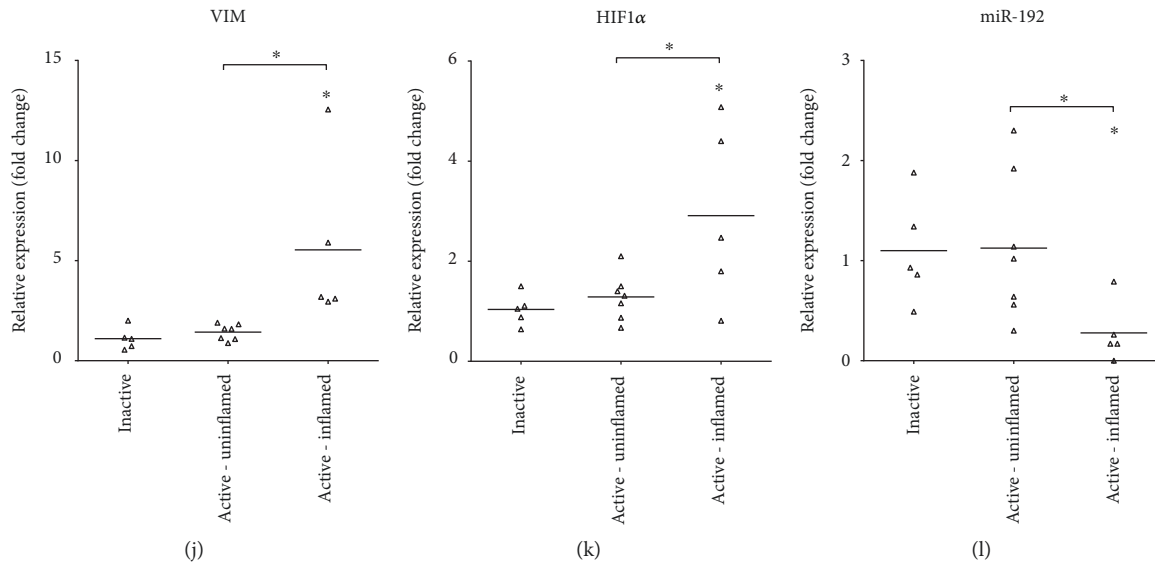 VIM
Relative expression (fold change)
15
10
5
0
*
*
Inactive
Active - uninflamed
Active - inflamed
(j)
HIF1α
Relative expression (fold change)
6
4
2
0
*
*
Inactive
Active - uninflamed
Active - inflamed
(k)
miR-192
Relative expression (fold change)
3
2
1
0
*
*
Inactive
Active - uninflamed
Active - inflamed
(l)